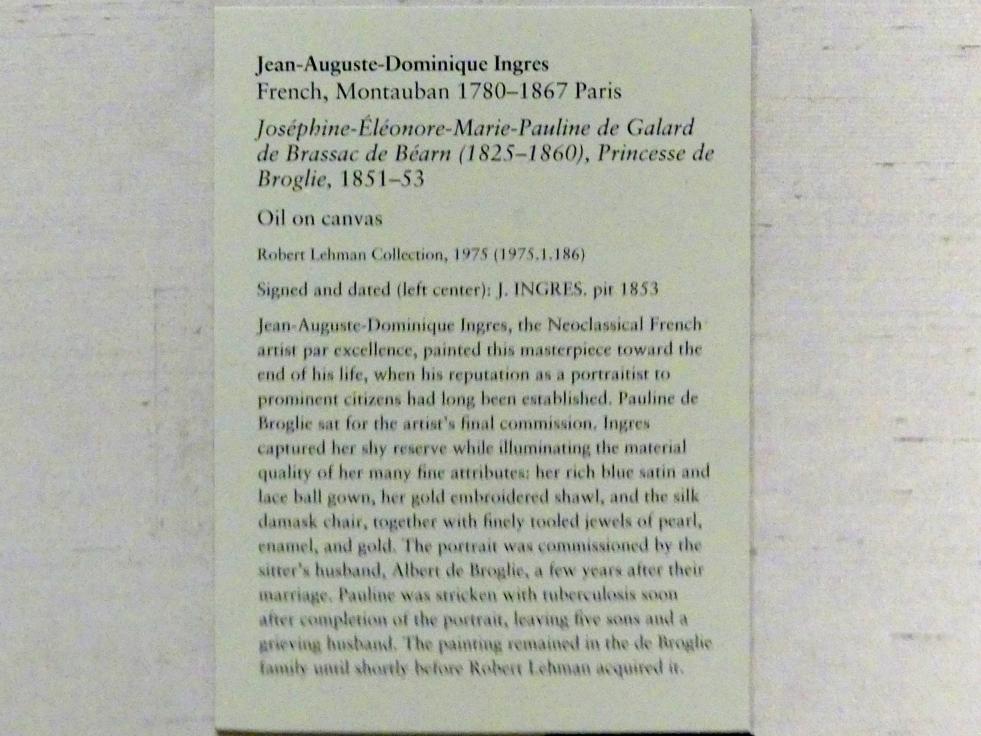 Jean-Auguste-Dominique Ingres
French, Montauban 1780–1867 Paris
Joséphine-Éléonore-Marie-Pauline de Galard
de Brassac de Béarn (1825–1860), Princesse de
Broglie, 1851–53
Oil on canvas
Robert Lehman Collection, 1975 (1975.1.186)
Signed and dated (left center): J. INGRES. pit 1853
Jean-Auguste-Dominique Ingres, the Neoclassical French
artist par excellence, painted this masterpiece toward the
end of his life, when his reputation as a portraitist to
prominent citizens had long been established. Pauline de
Broglie sat for the artist's final commission. Ingres
captured her shy reserve while illuminating the material
quality of her many fine attributes: her rich blue satin and
lace ball gown, her gold embroidered shawl, and the silk
damask chair, together with finely tooled jewels of pearl,
enamel, and gold. The portrait was commissioned by the
sitter's husband, Albert de Broglie, a few years after their
marriage. Pauline was stricken with tuberculosis soon
after completion of the portrait, leaving five sons and a
grieving husband. The painting remained in the de Broglie
family until shortly before Robert Lehman acquired it.